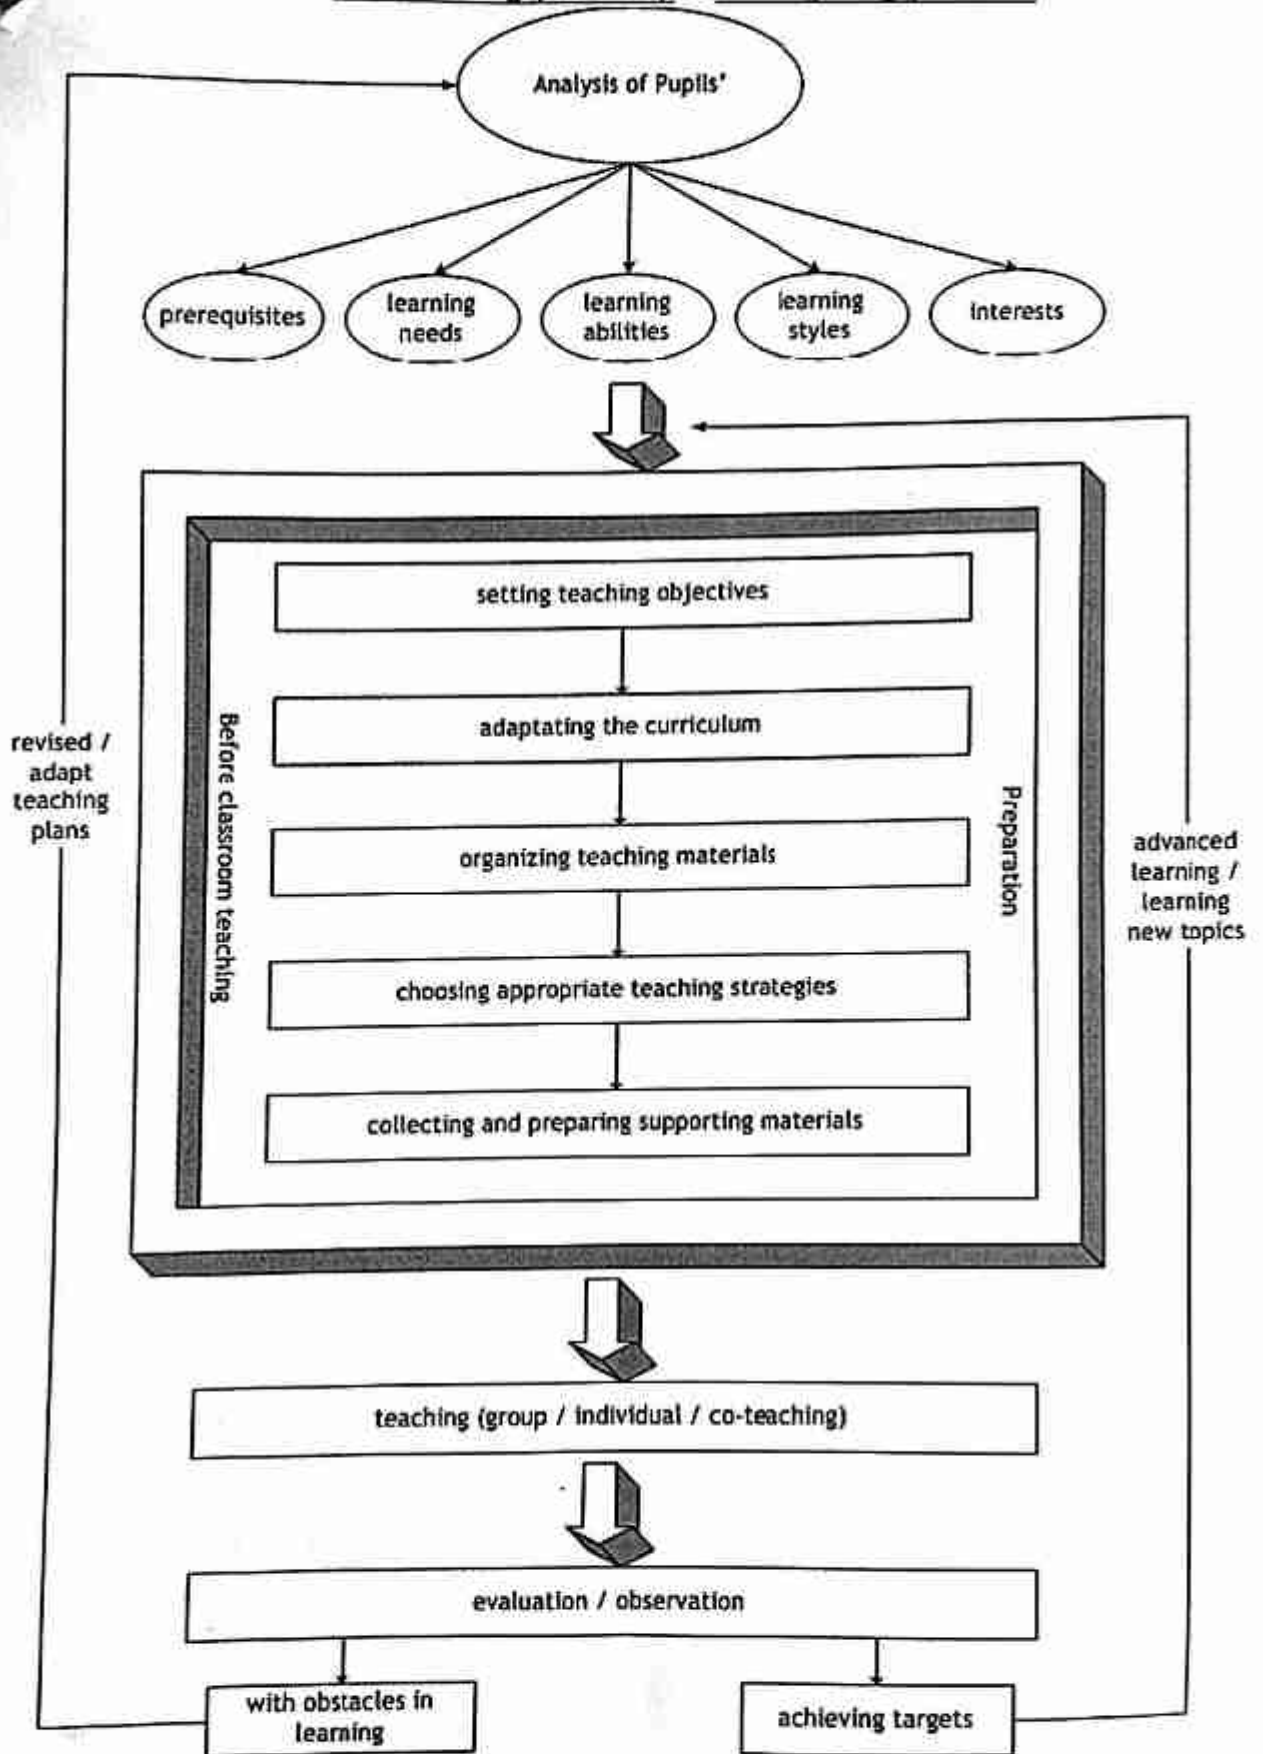 Analysis of Pupils'
prerequisites
learning
needs
learning
abilities
learning
styles
interests
setting teaching objectives
adaptating the curriculum
organizing teaching materials
choosing appropriate teaching strategies
collecting and preparing supporting materials
Before classroom teaching
Preparation
revised /
adapt
teaching
plans
advanced
learning /
learning
new topics
teaching (group / individual / co-teaching)
evaluation / observation
with obstacles in
learning
achieving targets